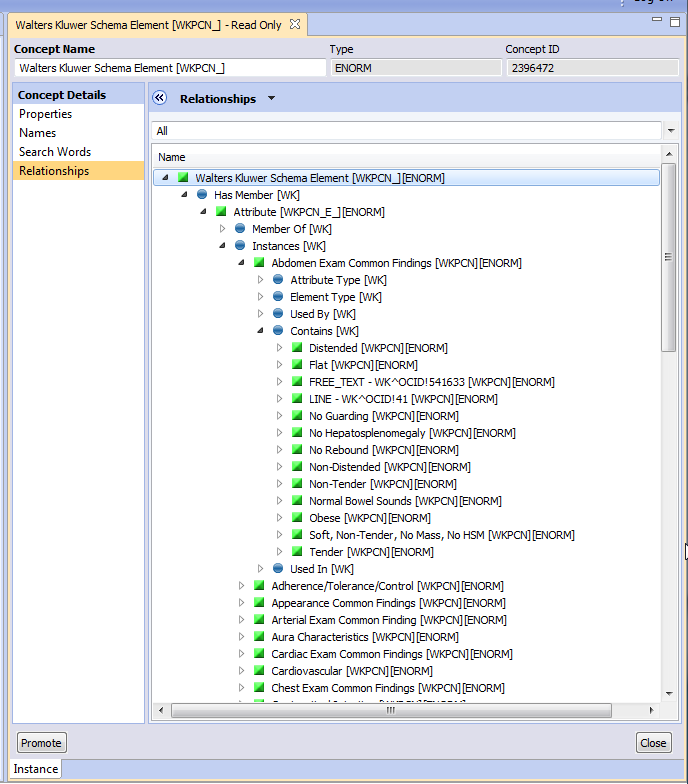 Walters Kluwer Schema Element [WKPCN_] - Read Only
Concept Name Type Concept ID
Walters Kluwer Schema Element [WKPCN_] ENORM 2396472
Concept Details
Properties
Names
Search Words
Relationships
Relationships
All
Name
Walters Kluwer Schema Element [WKPCN_][ENORM]
Has Member [WK]
Attribute [WKPCN_E_][ENORM]
Member Of [WK]
Instances [WK]
Abdomen Exam Common Findings [WKPCN][ENORM]
Attribute Type [WK]
Element Type [WK]
Used By [WK]
Contains [WK]
Distended [WKPCN][ENORM]
Flat [WKPCN][ENORM]
FREE_TEXT - WK^OCID!541633 [WKPCN][ENORM]
LINE - WK^OCID!41 [WKPCN][ENORM]
No Guarding [WKPCN][ENORM]
No Hepatosplenomegaly [WKPCN][ENORM]
No Rebound [WKPCN][ENORM]
Non-Distended [WKPCN][ENORM]
Non-Tender [WKPCN][ENORM]
Normal Bowel Sounds [WKPCN][ENORM]
Obese [WKPCN][ENORM]
Soft, Non-Tender, No Mass, No HSM [WKPCN][ENORM]
Tender [WKPCN][ENORM]
Used In [WK]
Adherence/Tolerance/Control [WKPCN][ENORM]
Appearance Common Findings [WKPCN][ENORM]
Arterial Exam Common Finding [WKPCN][ENORM]
Aura Characteristics [WKPCN][ENORM]
Cardiac Exam Common Findings [WKPCN][ENORM]
Cardiovascular [WKPCN][ENORM]
Chest Exam Common Findings [WKPCN][ENORM]
Promote Close
Instance